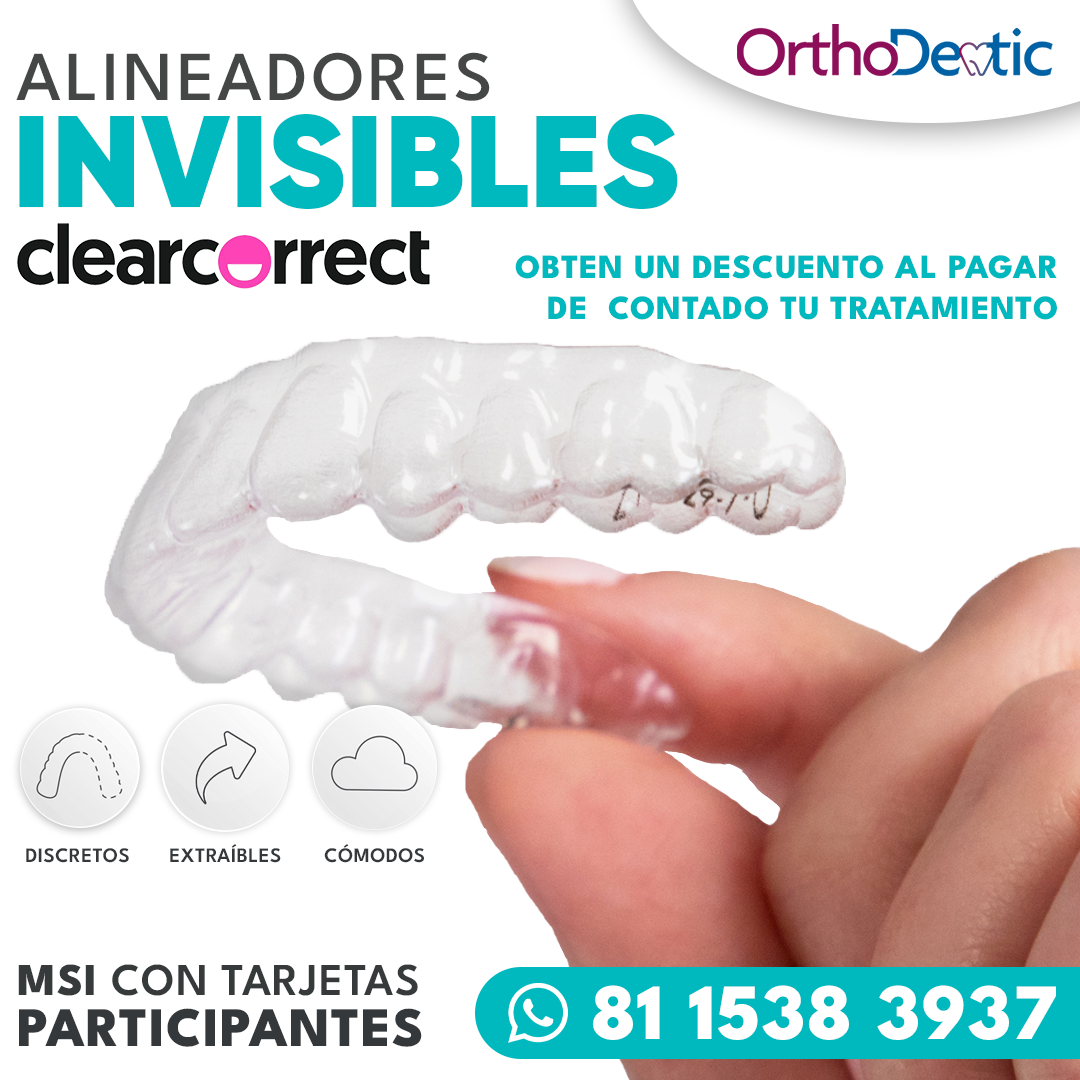 OrthoDentic
ALINEADORES
INVISIBLES
clearcorrect
OBTEN UN DESCUENTO AL PAGAR
DE CONTADO TU TRATAMIENTO
DISCRETOS
EXTRAÍBLES
CÓMODOS
MSI CON TARJETAS
PARTICIPANTES
81 1538 3937